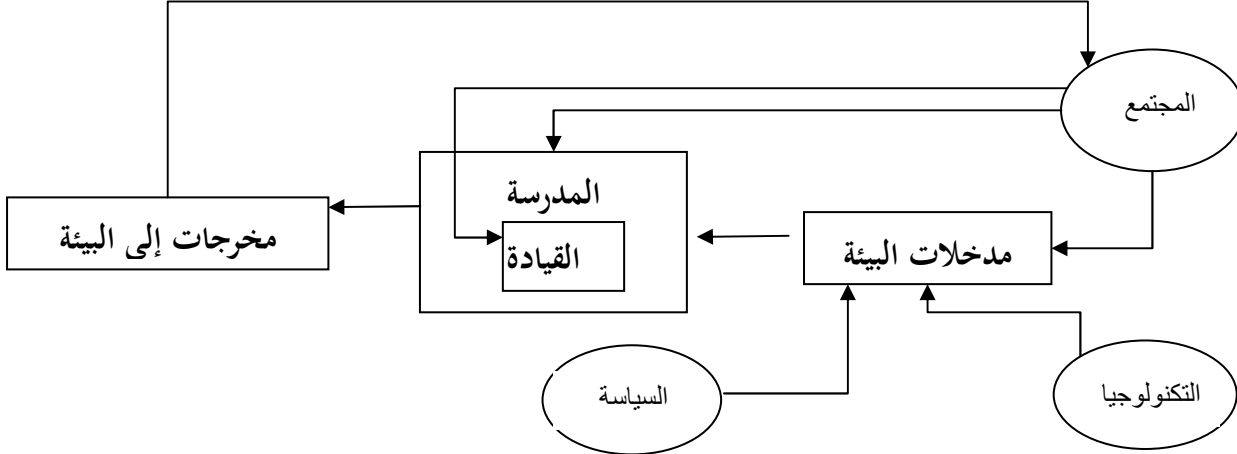 المجتمع
المدرسة
مخرجات إلى البيئة
القيادة
مدخلات البيئة
السياسة
التكنولوجيا